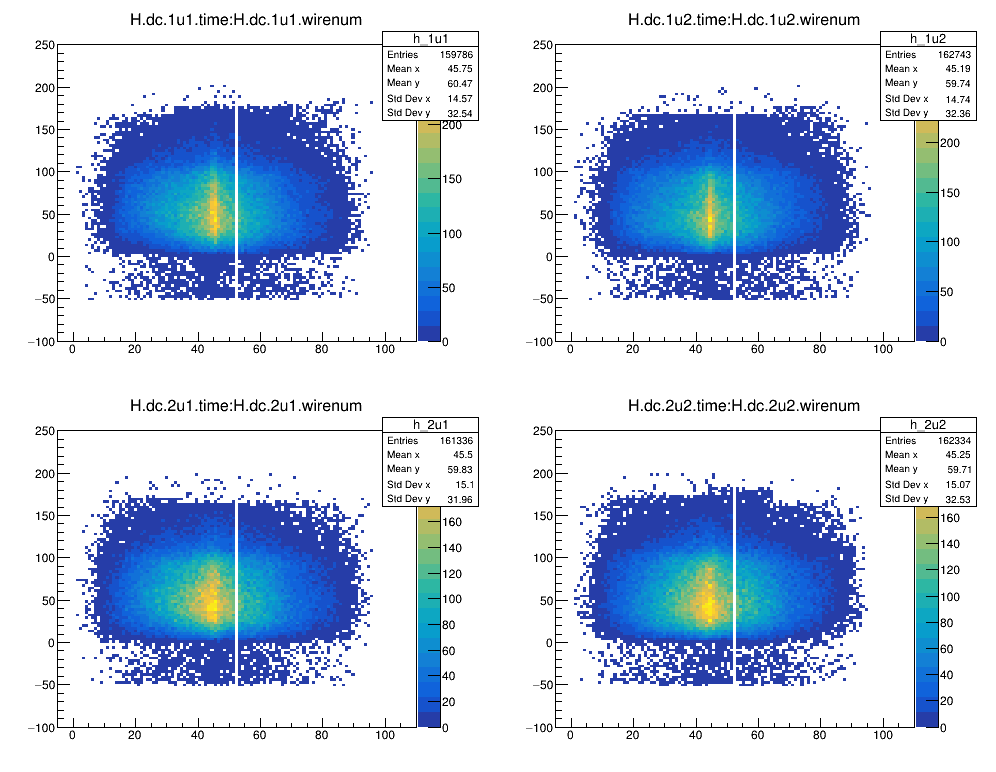 H.dc.1u1.time:H.dc.1u1.wirenum
h_1u1
Entries 159786
Mean x 45.75
Mean y 60.47
Std Dev x 14.57
Std Dev y 32.54
250
200
150
100
50
0
−50
−100
0 20 40 60 80 100
200
150
100
50
0
H.dc.1u2.time:H.dc.1u2.wirenum
h_1u2
Entries 162743
Mean x 45.19
Mean y 59.74
Std Dev x 14.74
Std Dev y 32.36
250
200
150
100
50
0
−50
−100
0 20 40 60 80 100
200
150
100
50
0
H.dc.2u1.time:H.dc.2u1.wirenum
h_2u1
Entries 161336
Mean x 45.5
Mean y 59.83
Std Dev x 15.1
Std Dev y 31.96
250
200
150
100
50
0
−50
−100
0 20 40 60 80 100
160
140
120
100
80
60
40
20
0
H.dc.2u2.time:H.dc.2u2.wirenum
h_2u2
Entries 162334
Mean x 45.25
Mean y 59.71
Std Dev x 15.07
Std Dev y 32.53
250
200
150
100
50
0
−50
−100
0 20 40 60 80 100
160
140
120
100
80
60
40
20
0